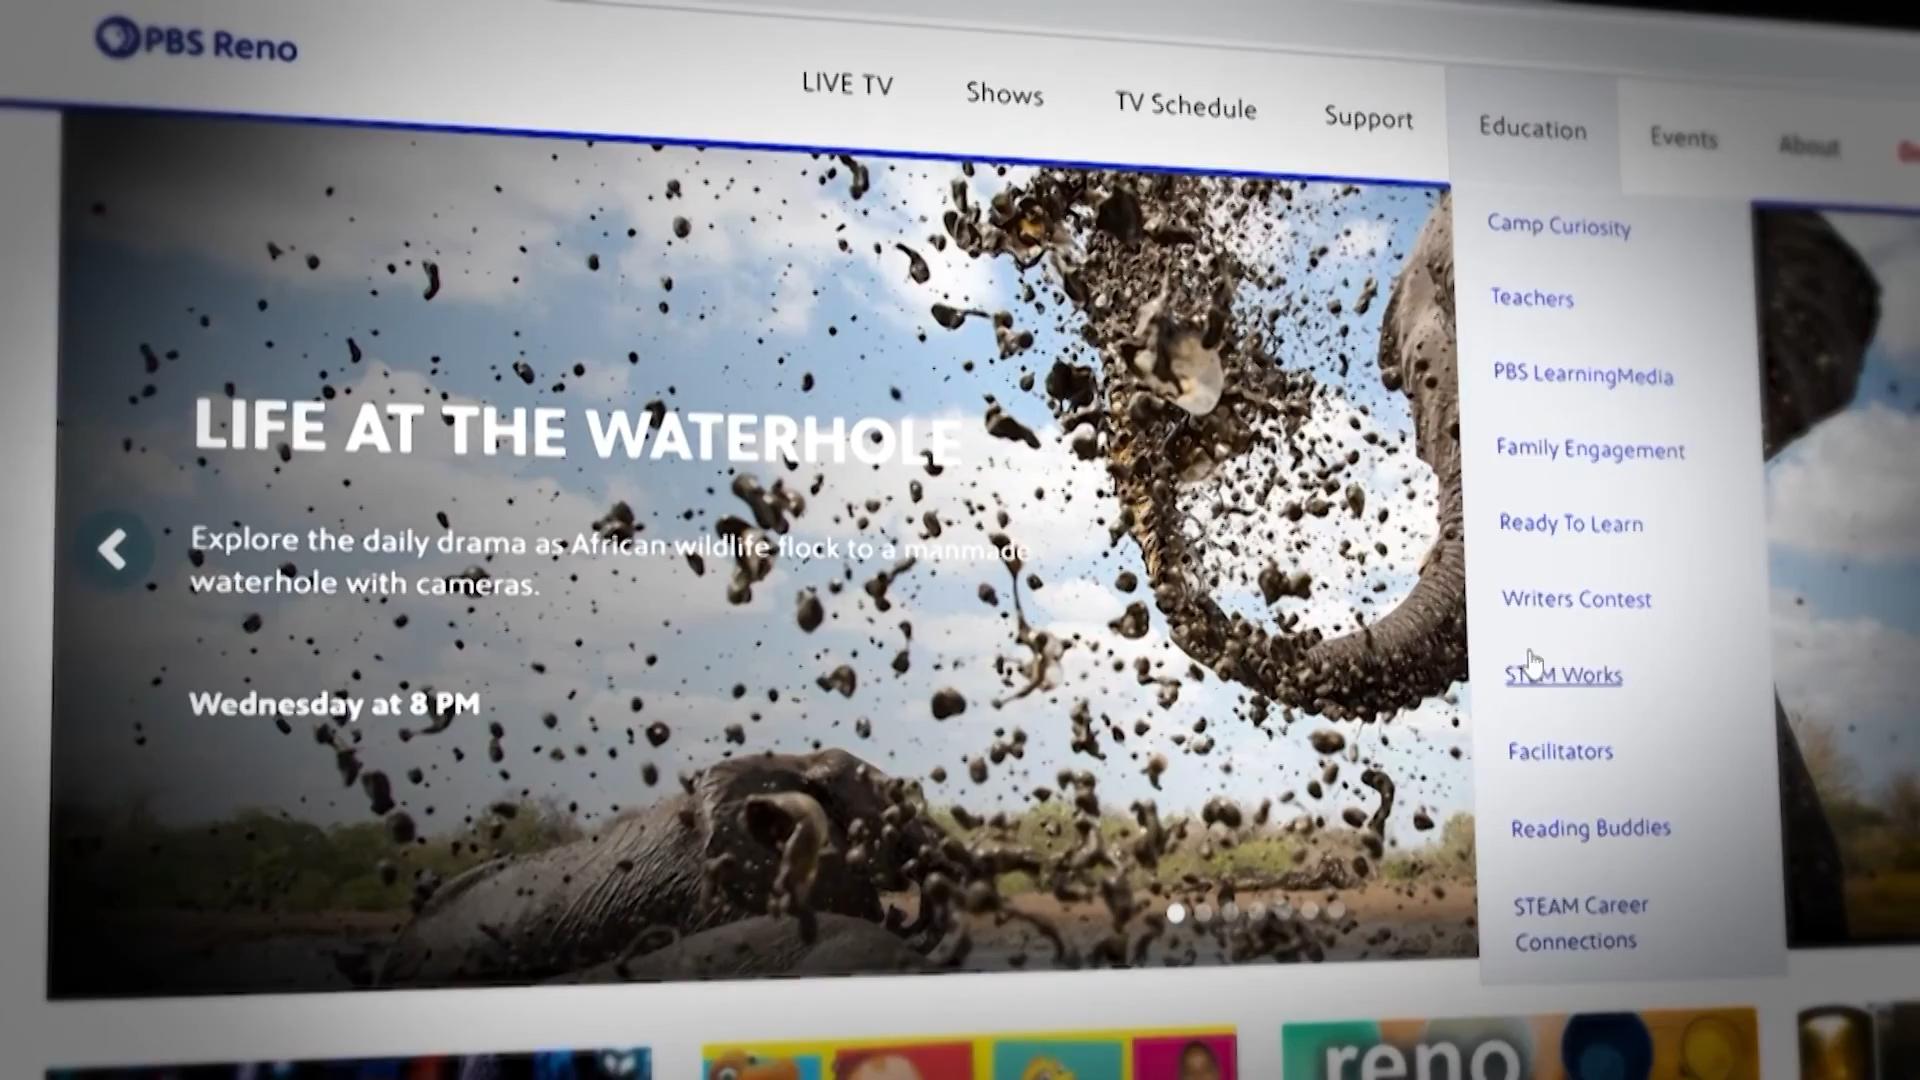 PBS Reno
LIVE TV
Shows
TV Schedule
Support
Education
Events
About
LIFE AT THE WATERHOLE
Explore the daily drama as African wildlife flock to a manmade
waterhole with cameras.
Wednesday at 8 PM
Camp Curiosity
Teachers
PBS LearningMedia
Family Engagement
Ready To Learn
Writers Contest
STEM Works
Facilitators
Reading Buddies
STEAM Career
Connections
reno